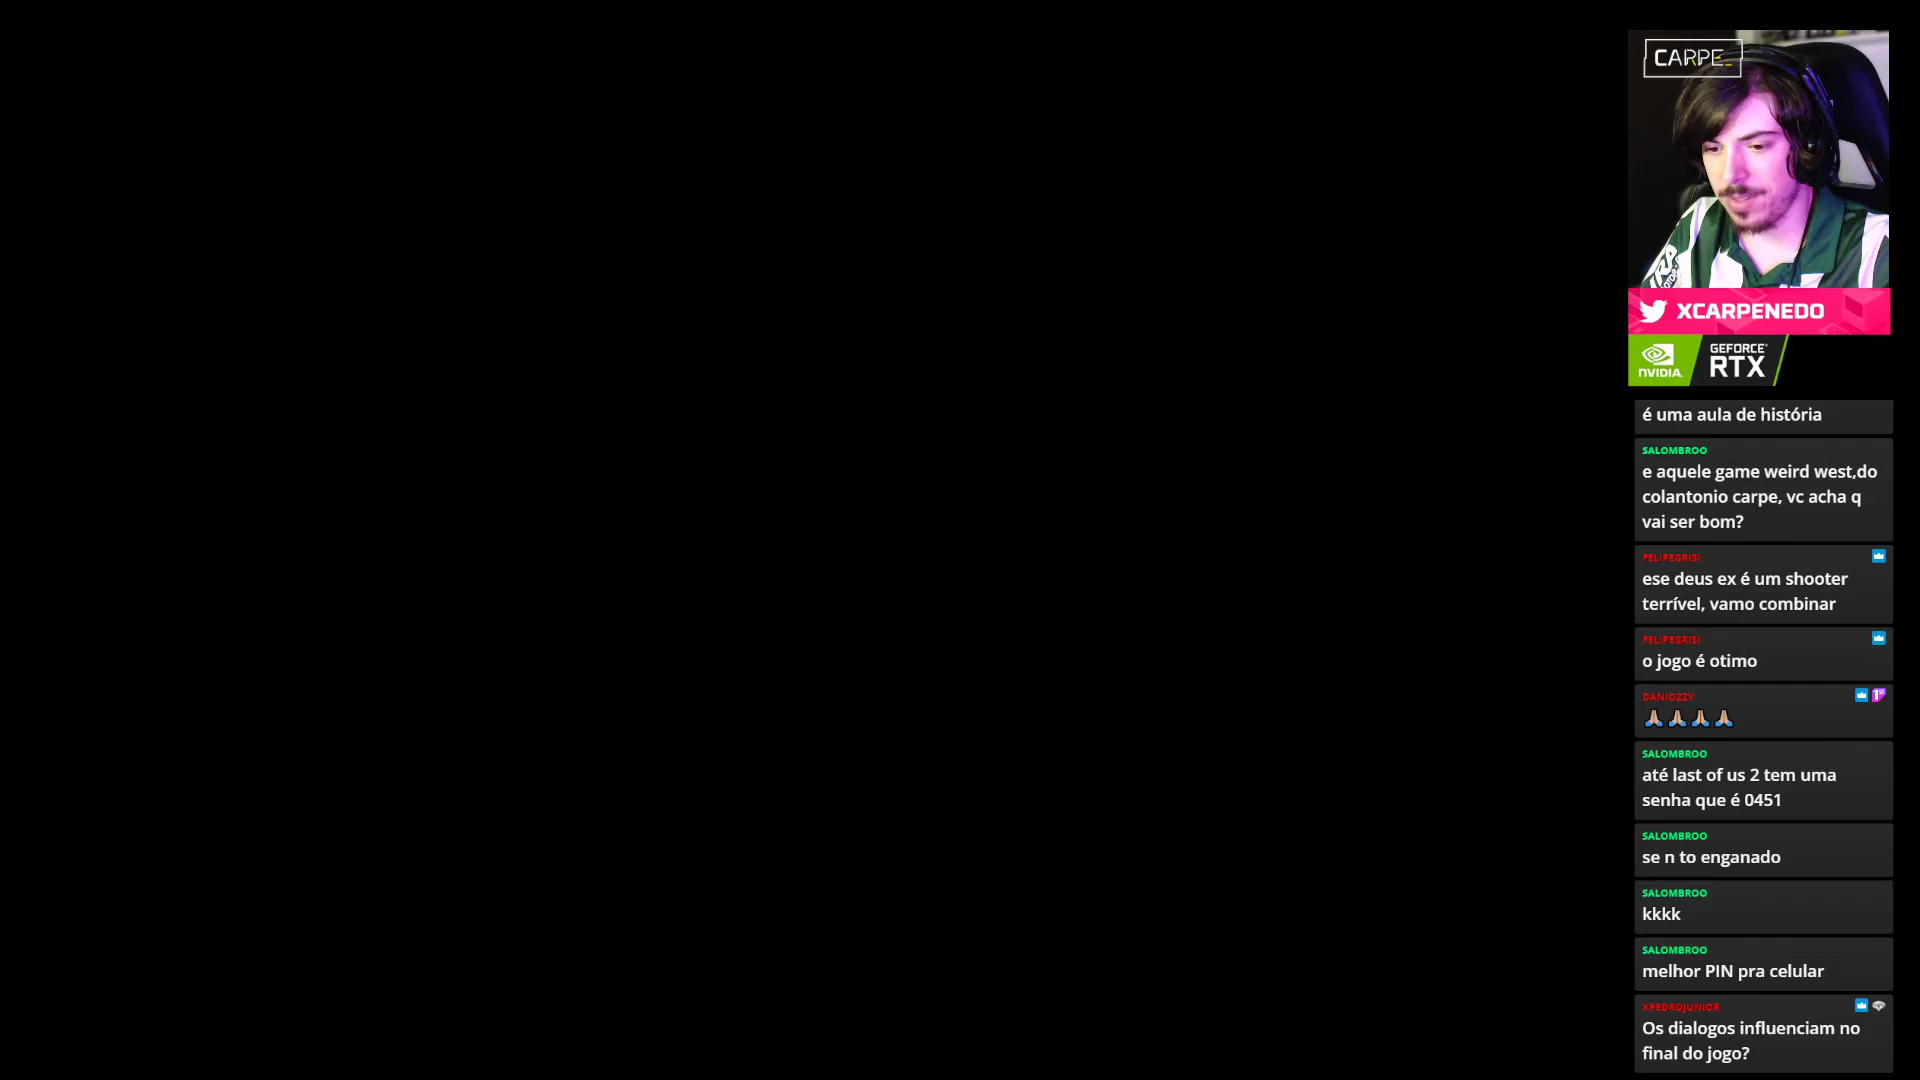 CARPE_
XCARPENEDO
NVIDIA.
GEFORCE
RTX
é uma aula de história
SALOMBROO
e aquele game weird west,do
colantonio carpe, vc acha q
vai ser bom?
FELIPEGRISI
ese deus ex é um shooter
terrível, vamo combinar
FELIPEGRISI
o jogo é otimo
DANIOZZY
🙏🏽🙏🏽🙏🏽🙏🏽
SALOMBROO
até last of us 2 tem uma
senha que é 0451
SALOMBROO
se n to enganado
SALOMBROO
kkkk
SALOMBROO
melhor PIN pra celular
XPEDROJUNIOR
Os dialogos influenciam no
final do jogo?